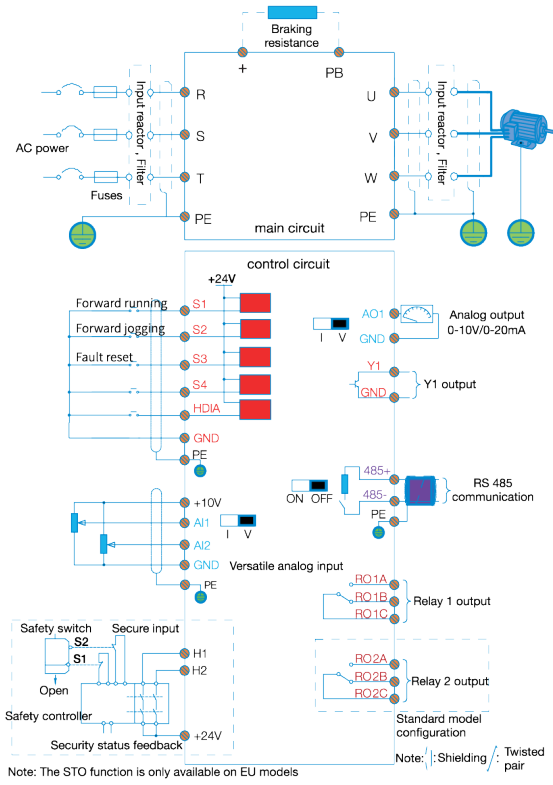 Braking
resistance
+
PB
R
U
S
V
T
W
PE
PE
AC power
Fuses
Input reactor , Filter
Input reactor , Filter
main circuit
control circuit
+24V
Forward running
S1
Forward jogging
S2
Fault reset
S3
S4
HDIA
GND
PE
AO1
I V
GND
Analog output
0-10V/0-20mA
Y1
GND
Y1 output
485+
ON OFF
485-
PE
RS 485
communication
+10V
AI1
I V
AI2
GND
Versatile analog input
PE
RO1A
RO1B
RO1C
Relay 1 output
Safety switch
Secure input
S2
S1
Open
Safety controller
Security status feedback
H1
H2
+24V
RO2A
RO2B
RO2C
Relay 2 output
Standard model
configuration
Note: Shielding Twisted
pair
Note: The STO function is only available on EU models